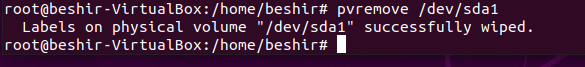 root@beshir-VirtualBox:/home/beshir# pvremove /dev/sda1
  Labels on physical volume "/dev/sda1" successfully wiped.
root@beshir-VirtualBox:/home/beshir#